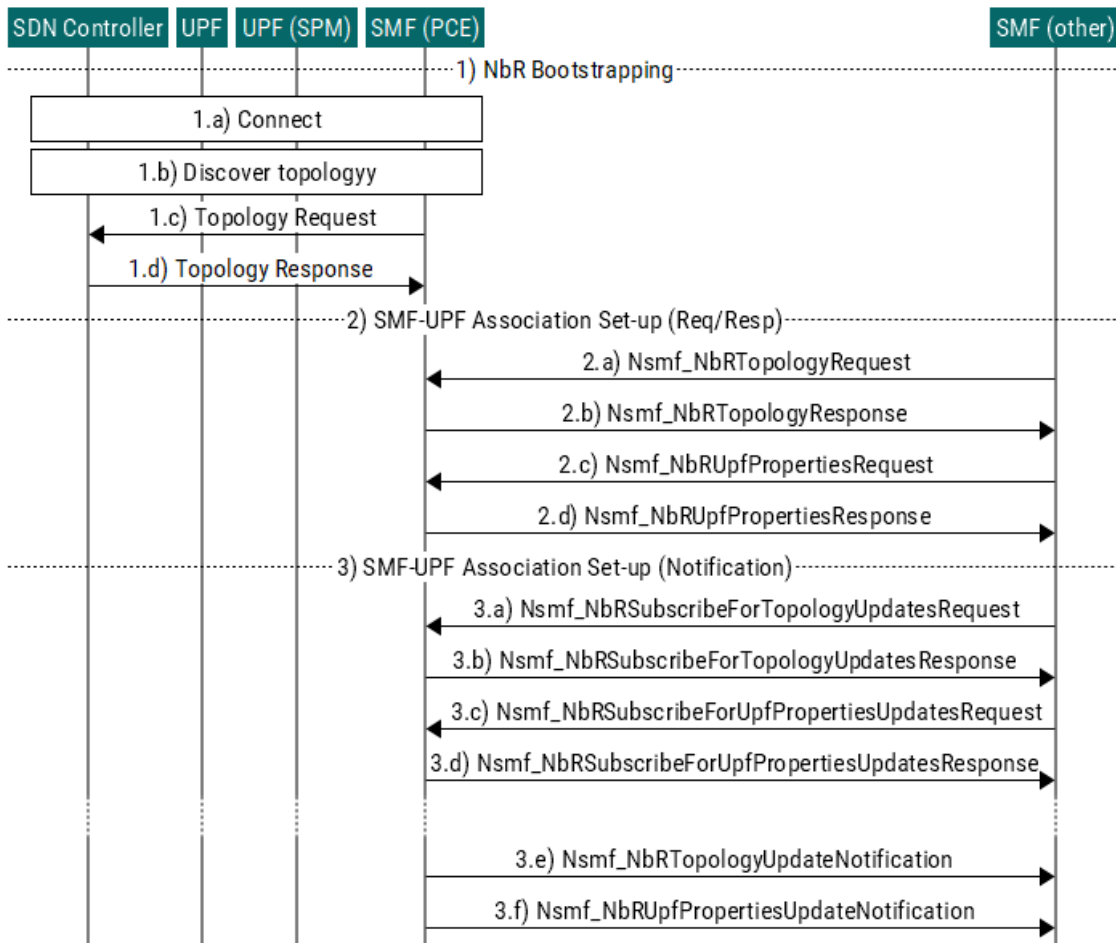 SDN Controller UPF UPF (SPM) SMF (PCE) SMF (other)
1) NbR Bootstrapping
1.a) Connect
1.b) Discover topologyy
1.c) Topology Request
1.d) Topology Response
2) SMF-UPF Association Set-up (Req/Resp)
2.a) Nsmf_NbRTopologyRequest
2.b) Nsmf_NbRTopologyResponse
2.c) Nsmf_NbRUpfPropertiesRequest
2.d) Nsmf_NbRUpfPropertiesResponse
3) SMF-UPF Association Set-up (Notification)
3.a) Nsmf_NbRSubscribeForTopologyUpdatesRequest
3.b) Nsmf_NbRSubscribeForTopologyUpdatesResponse
3.c) Nsmf_NbRSubscribeForUpfPropertiesUpdatesRequest
3.d) Nsmf_NbRSubscribeForUpfPropertiesUpdatesResponse
3.e) Nsmf_NbRTopologyUpdateNotification
3.f) Nsmf_NbRUpfPropertiesUpdateNotification